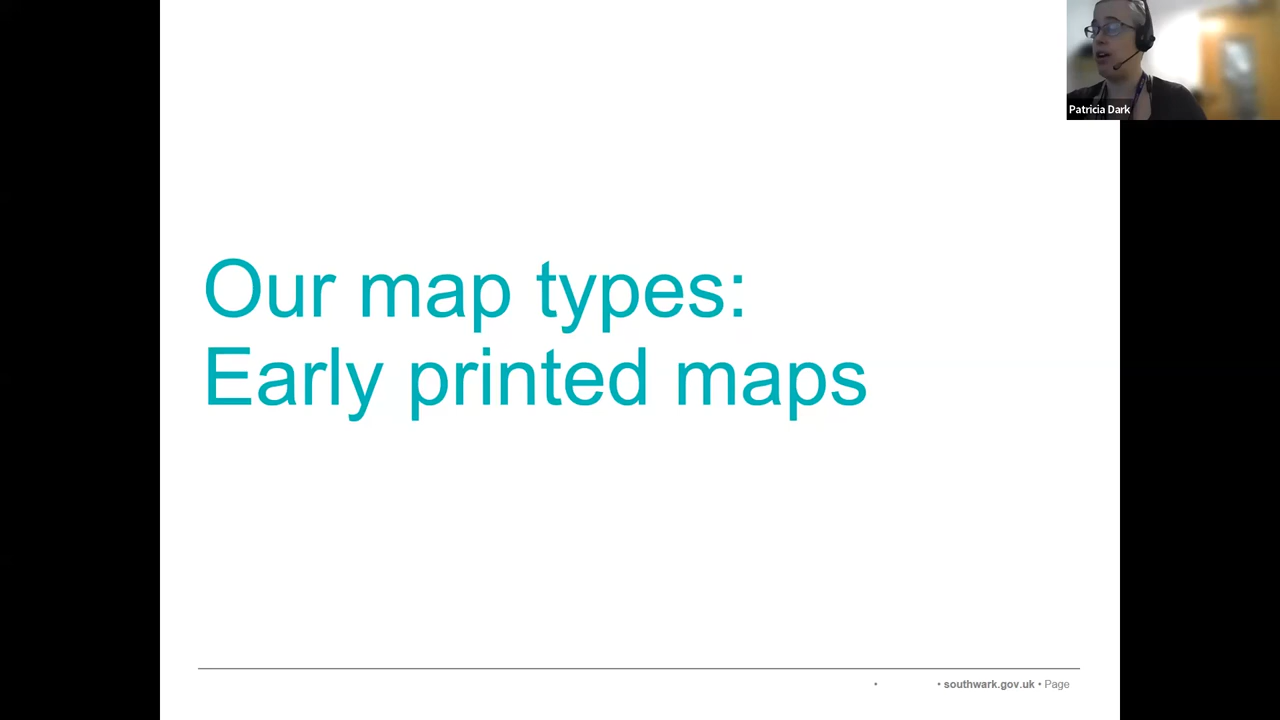 Patricia Dark
Our map types:
Early printed maps
• • southwark.gov.uk • Page